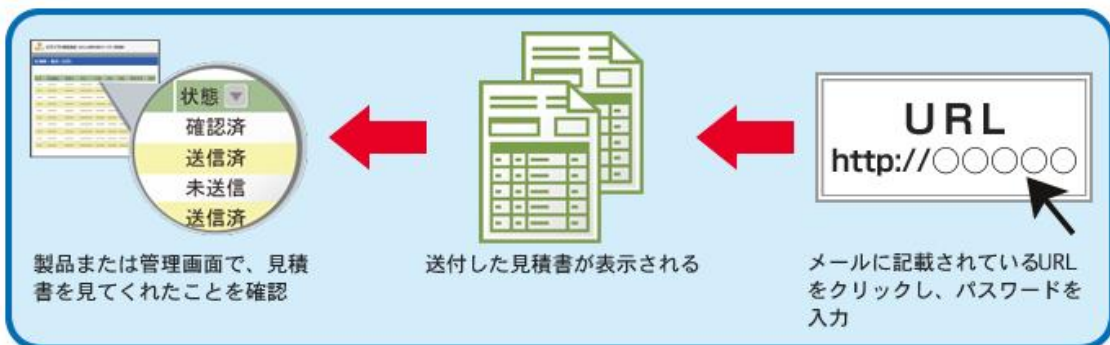 状態
確認済
送信済
未送信
送信済
製品または管理画面で、見積
書を見てくれたことを確認
送付した見積書が表示される
URL
http://○○○○○
メールに記載されているURL
をクリックし、パスワードを
入力